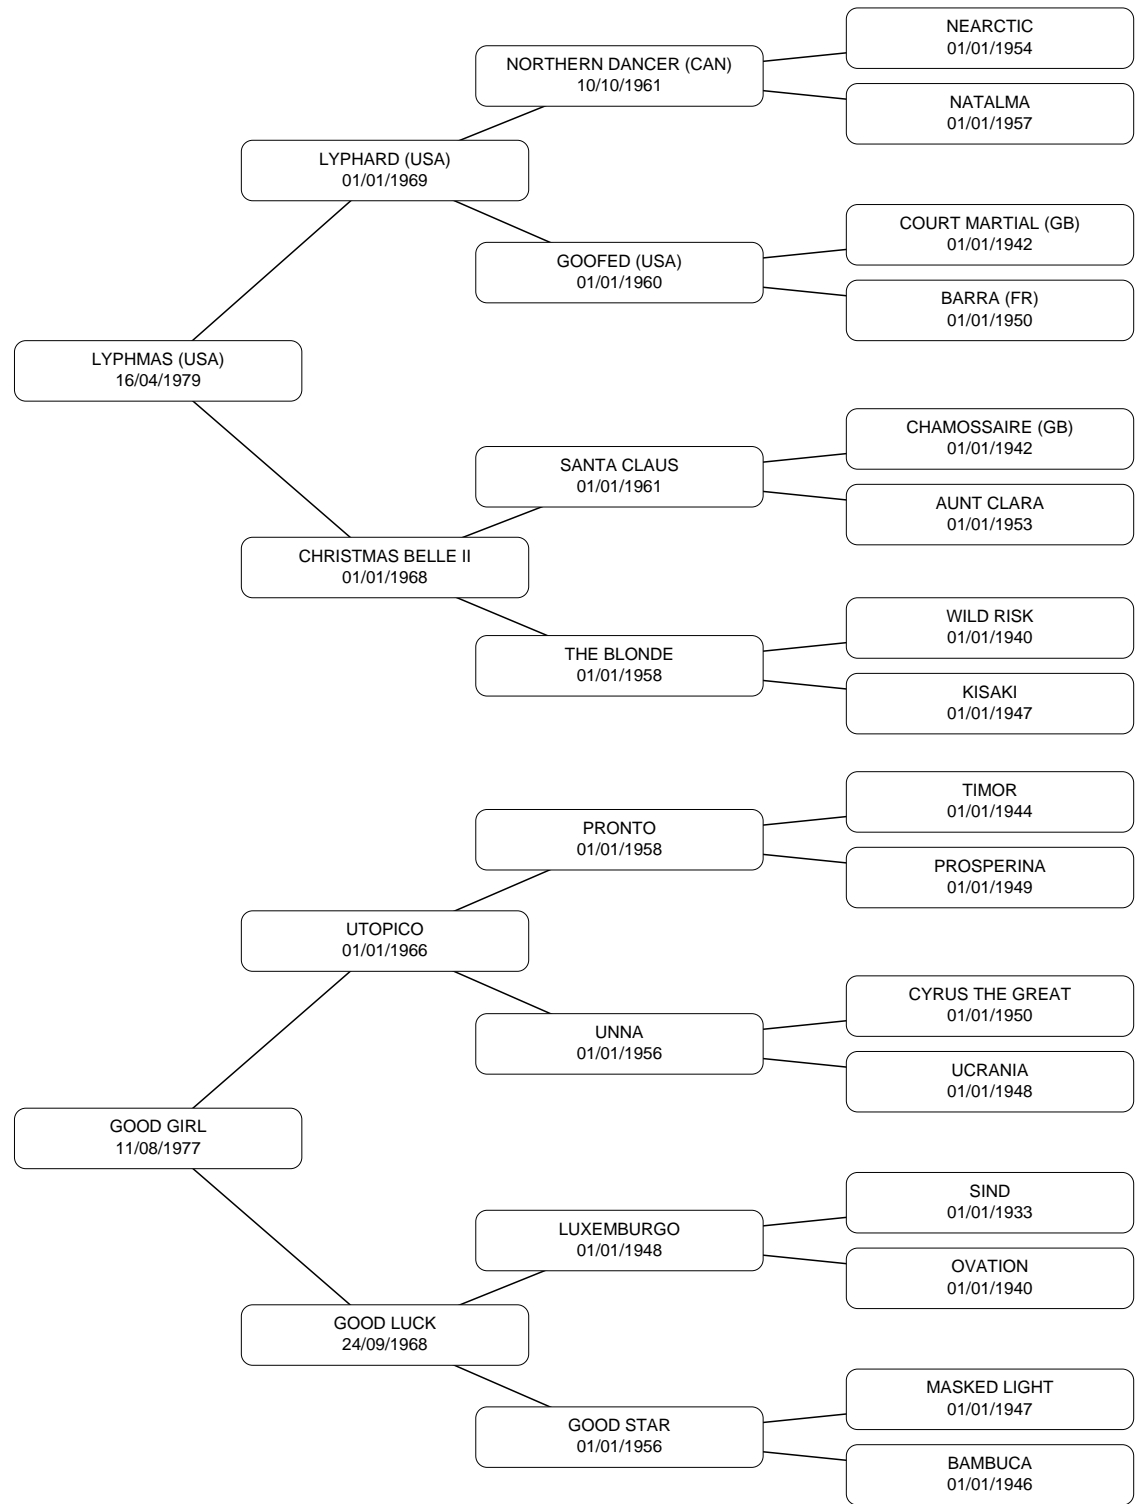 NEARCTIC
01/01/1954
NORTHERN DANCER (CAN)
10/10/1961
NATALMA
01/01/1957
LYPHARD (USA)
01/01/1969
COURT MARTIAL (GB)
01/01/1942
GOOFED (USA)
01/01/1960
BARRA (FR)
01/01/1950
LYPHMAS (USA)
16/04/1979
CHAMOSSAIRE (GB)
01/01/1942
SANTA CLAUS
01/01/1961
AUNT CLARA
01/01/1953
CHRISTMAS BELLE II
01/01/1968
WILD RISK
01/01/1940
THE BLONDE
01/01/1958
KISAKI
01/01/1947
TIMOR
01/01/1944
PRONTO
01/01/1958
PROSPERINA
01/01/1949
UTOPICO
01/01/1966
CYRUS THE GREAT
01/01/1950
UNNA
01/01/1956
UCRANIA
01/01/1948
GOOD GIRL
11/08/1977
SIND
01/01/1933
LUXEMBURGO
01/01/1948
OVATION
01/01/1940
GOOD LUCK
24/09/1968
MASKED LIGHT
01/01/1947
GOOD STAR
01/01/1956
BAMBUCA
01/01/1946